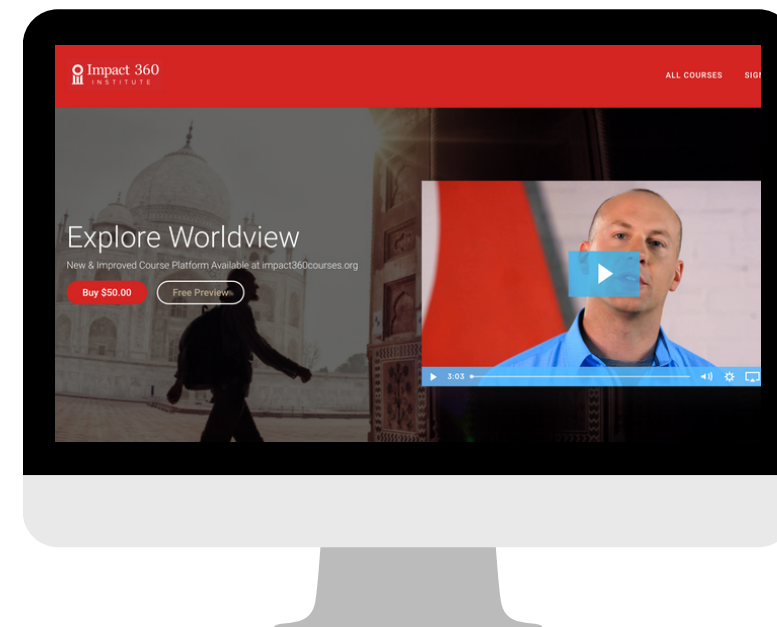 Impact 360
INSTITUTE
ALL COURSES
Explore Worldview
New & Improved Course Platform Available at impact360courses.org
Buy $50.00
Free Preview
3:03